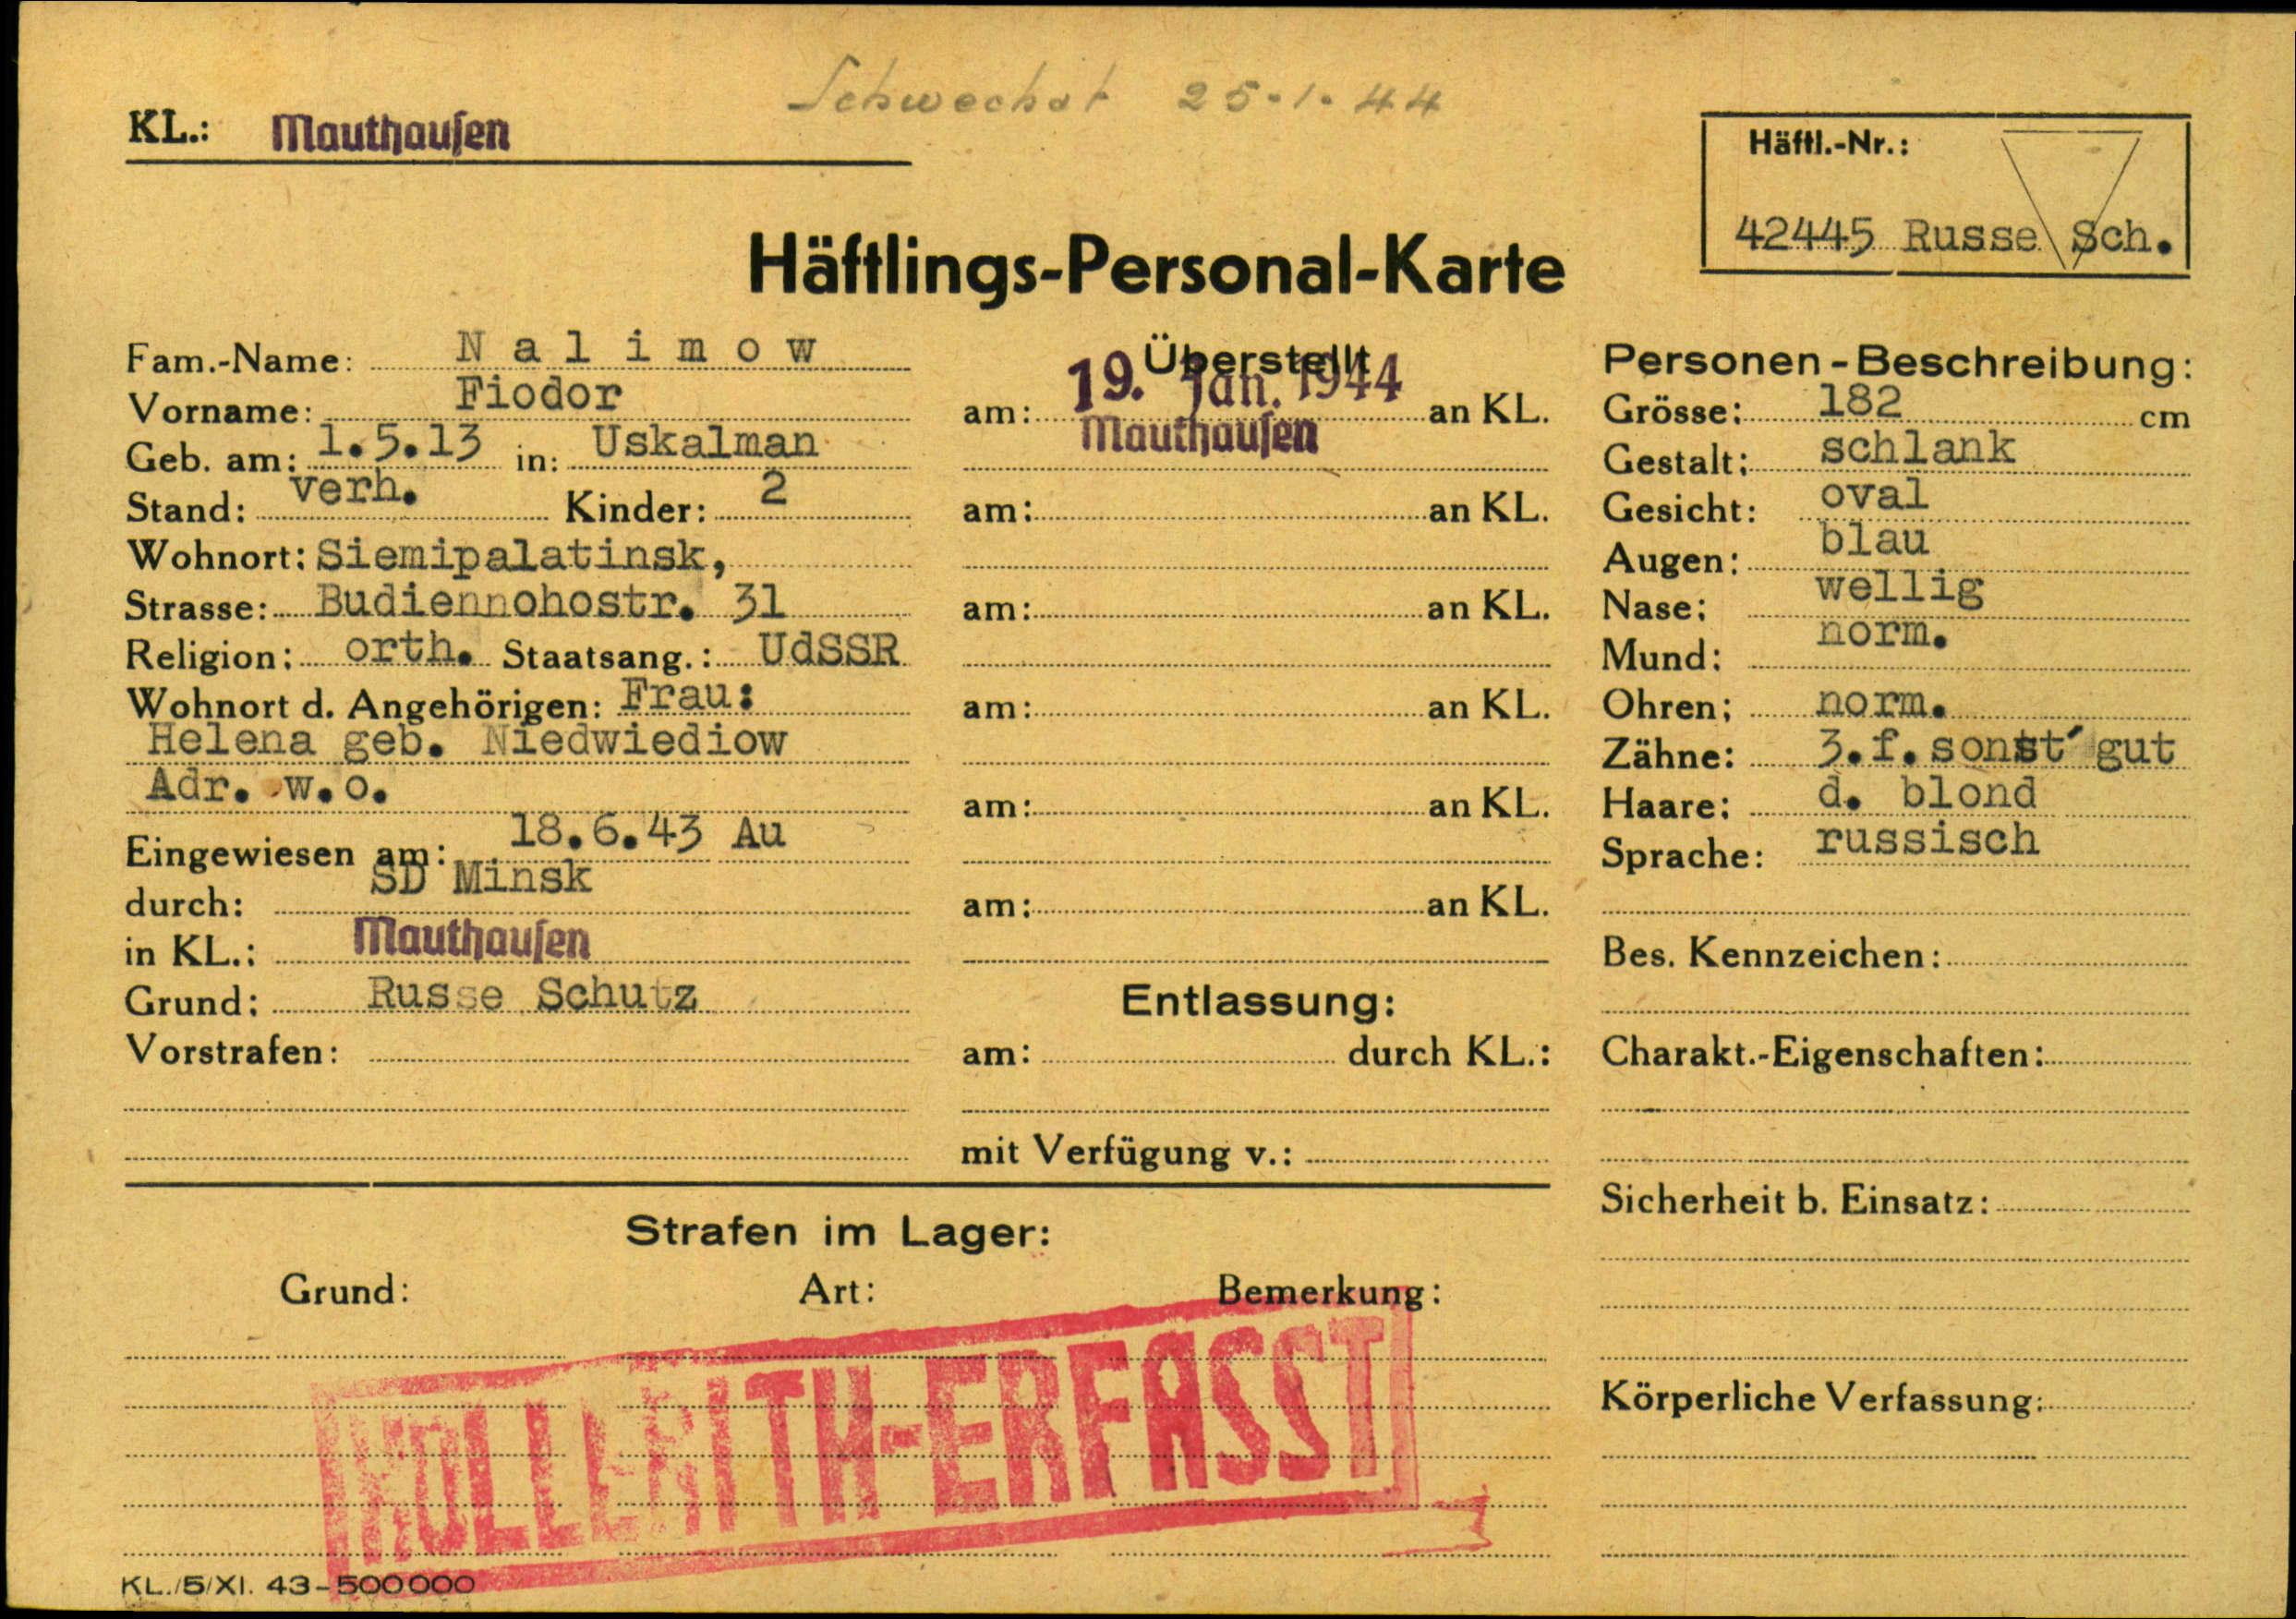 Schwechat 25.1.44
KL.: Mauthausen
Häftl.-Nr.:
42445 Russe Sch.
Häftlings-Personal-Karte
Fam.-Name: Nalimow
Vorname: Fiodor
Geb. am: 1.5.13 in: Uskalman
Stand: verh. Kinder: 2
Wohnort: Siemipalatinsk,
Strasse: Budiennohostr. 31
Religion: orth. Staatsang.: UdSSR
Wohnort d. Angehörigen: Frau:
Helena geb. Niedwiediow
Adr. w.o.
Eingewiesen am: 18.6.43 Au
durch: SD Minsk
in KL.: Mauthausen
Grund: Russe Schutz
Vorstrafen:
Überstellt
am: 19. Jan. 1944 an KL.
Mauthausen
am: an KL.
am: an KL.
am: an KL.
am: an KL.
am: an KL.
Entlassung:
am: durch KL.:
mit Verfügung v.:
Personen-Beschreibung:
Grösse: 182 cm
Gestalt: schlank
Gesicht: oval
Augen: blau
Nase: wellig
Mund: norm.
Ohren: norm.
Zähne: 3.f. sonst gut
Haare: d. blond
Sprache: russisch
Bes. Kennzeichen:
Charakt.-Eigenschaften:
Sicherheit b. Einsatz:
Körperliche Verfassung:
Strafen im Lager:
Grund: Art: Bemerkung:
HOLLERITH-ERFASST
KL./5/XI. 43-500000